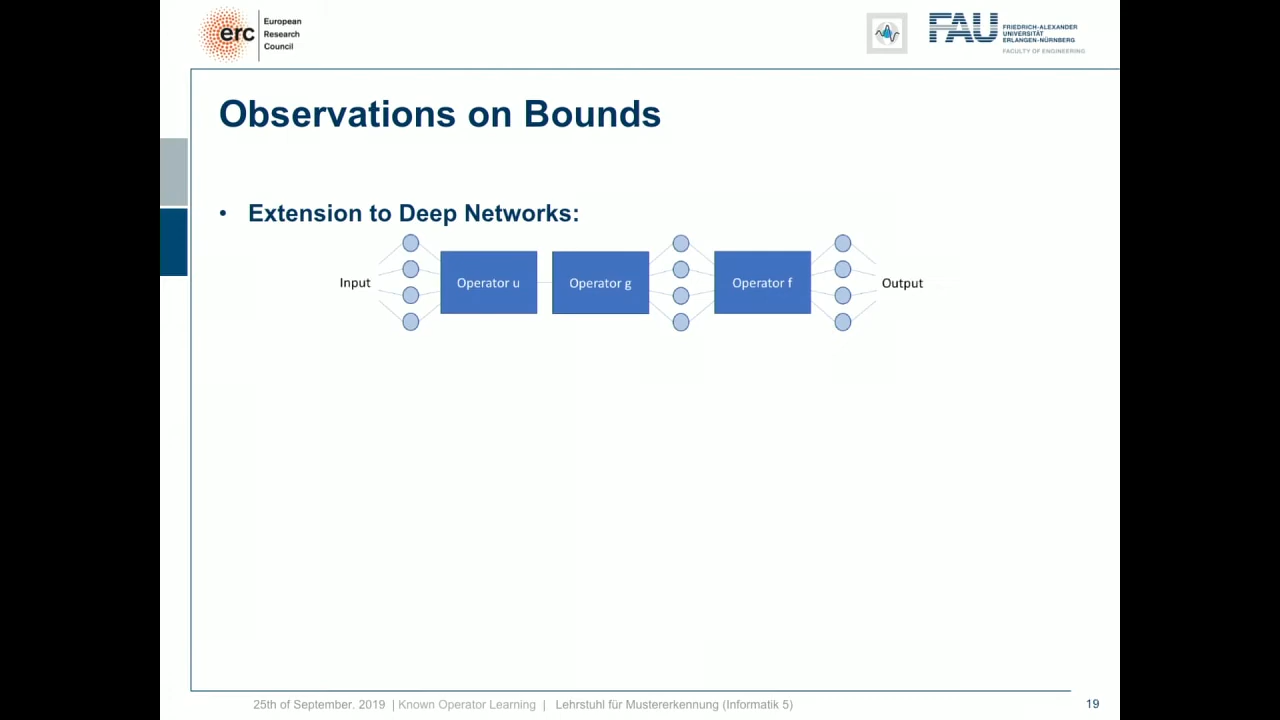 erc
European
Research
Council
FAU
FRIEDRICH-ALEXANDER
UNIVERSITÄT
ERLANGEN-NÜRNBERG
FACULTY OF ENGINEERING
Observations on Bounds
• Extension to Deep Networks:
Input Operator u Operator g Operator f Output
25th of September. 2019 | Known Operator Learning | Lehrstuhl für Mustererkennung (Informatik 5) 19